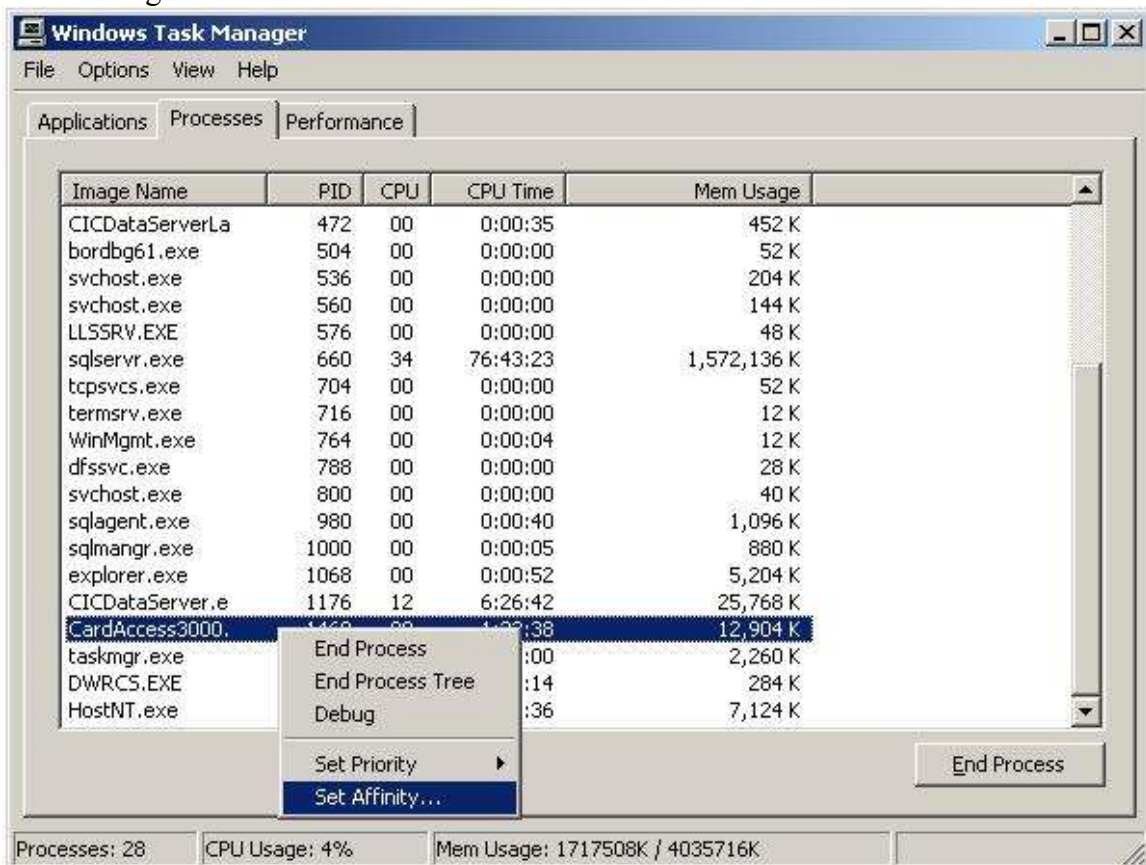 Windows Task Manager
File Options View Help
Applications Processes Performance
Image Name PID CPU CPU Time Mem Usage
CICDataServerLa 472 00 0:00:35 452 K
bordbg61.exe 504 00 0:00:00 52 K
svchost.exe 536 00 0:00:00 204 K
svchost.exe 560 00 0:00:00 144 K
LLSSRV.EXE 576 00 0:00:00 48 K
sqlservr.exe 660 34 76:43:23 1,572,136 K
tcpsvcs.exe 704 00 0:00:00 52 K
termsrv.exe 716 00 0:00:00 12 K
WinMgmt.exe 764 00 0:00:04 12 K
dfssvc.exe 788 00 0:00:00 28 K
svchost.exe 800 00 0:00:00 40 K
sqlagent.exe 980 00 0:00:40 1,096 K
sqlmangr.exe 1000 00 0:00:05 880 K
explorer.exe 1068 00 0:00:52 5,204 K
CICDataServer.e 1176 12 6:26:42 25,768 K
CardAccess3000. :38 12,904 K
taskmgr.exe :00 2,260 K
DWRCS.EXE :14 284 K
HostNT.exe :36 7,124 K
End Process
End Process Tree
Debug
Set Priority
Set Affinity...
End Process
Processes: 28 CPU Usage: 4% Mem Usage: 1717508K / 4035716K